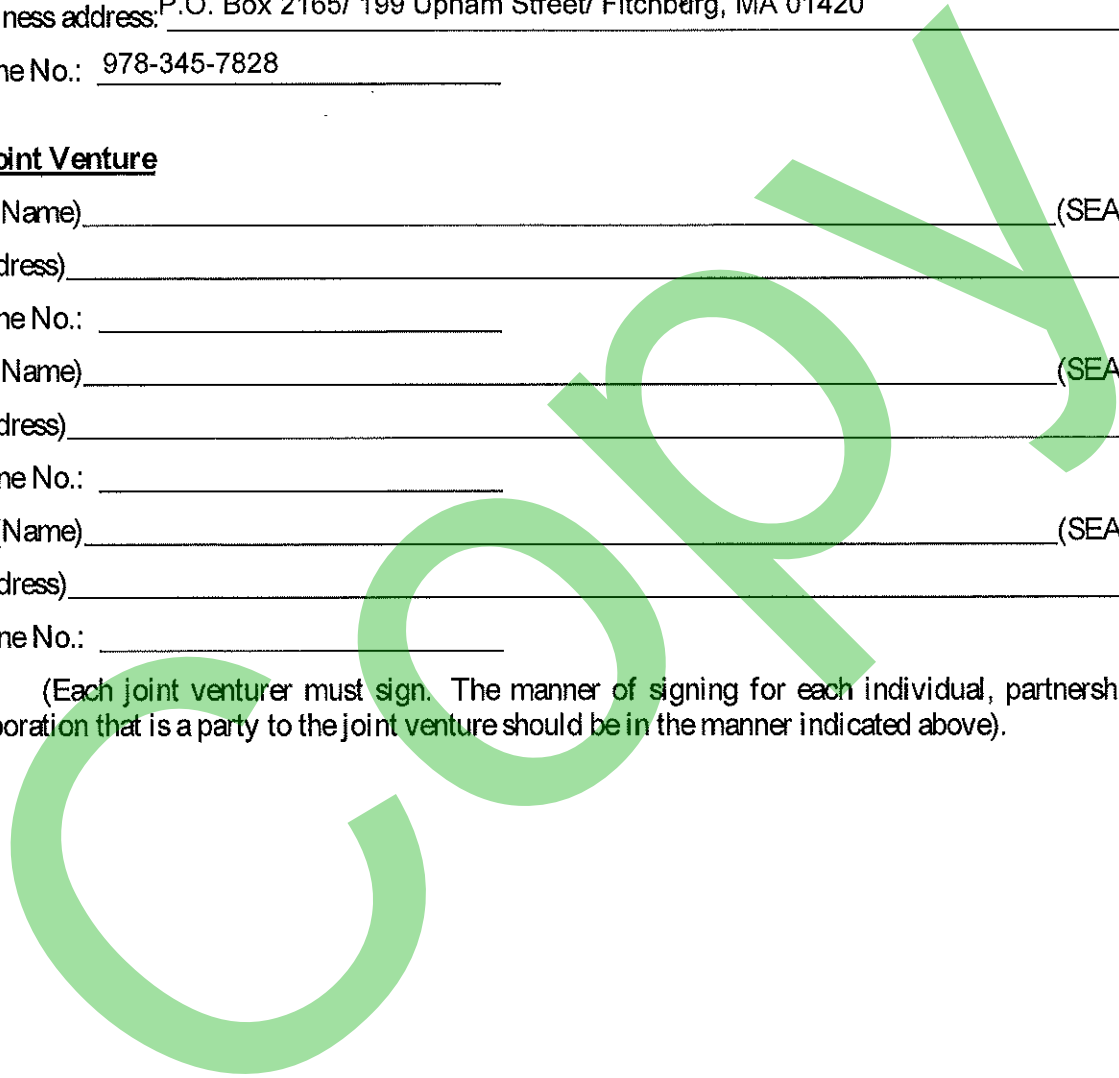 ness address: P.O. Box 2165/ 199 Upham Street/ Fitchburg, MA 01420
ne No.: 978-345-7828
oint Venture
Name) (SEA
dress)
ne No.:
Name) (SEA
dress)
ne No.:
(Name) (SEA
dress)
ne No.:
(Each joint venturer must sign. The manner of signing for each individual, partnersh
oration that is a party to the joint venture should be in the manner indicated above).
Copy